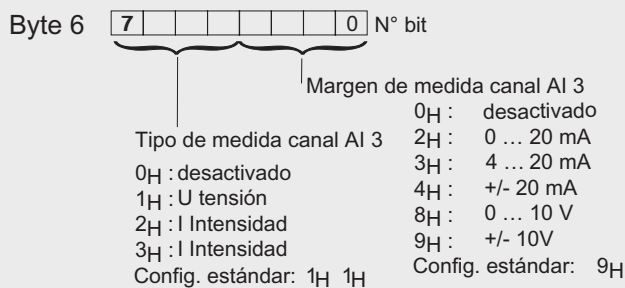 Byte 6 7 0 N° bit
Margen de medida canal AI 3
0H : desactivado
2H : 0 … 20 mA
3H : 4 … 20 mA
4H : +/- 20 mA
8H : 0 … 10 V
9H : +/- 10V
Config. estándar: 9H
Tipo de medida canal AI 3
0H : desactivado
1H : U tensión
2H : I Intensidad
3H : I Intensidad
Config. estándar: 1H 1H